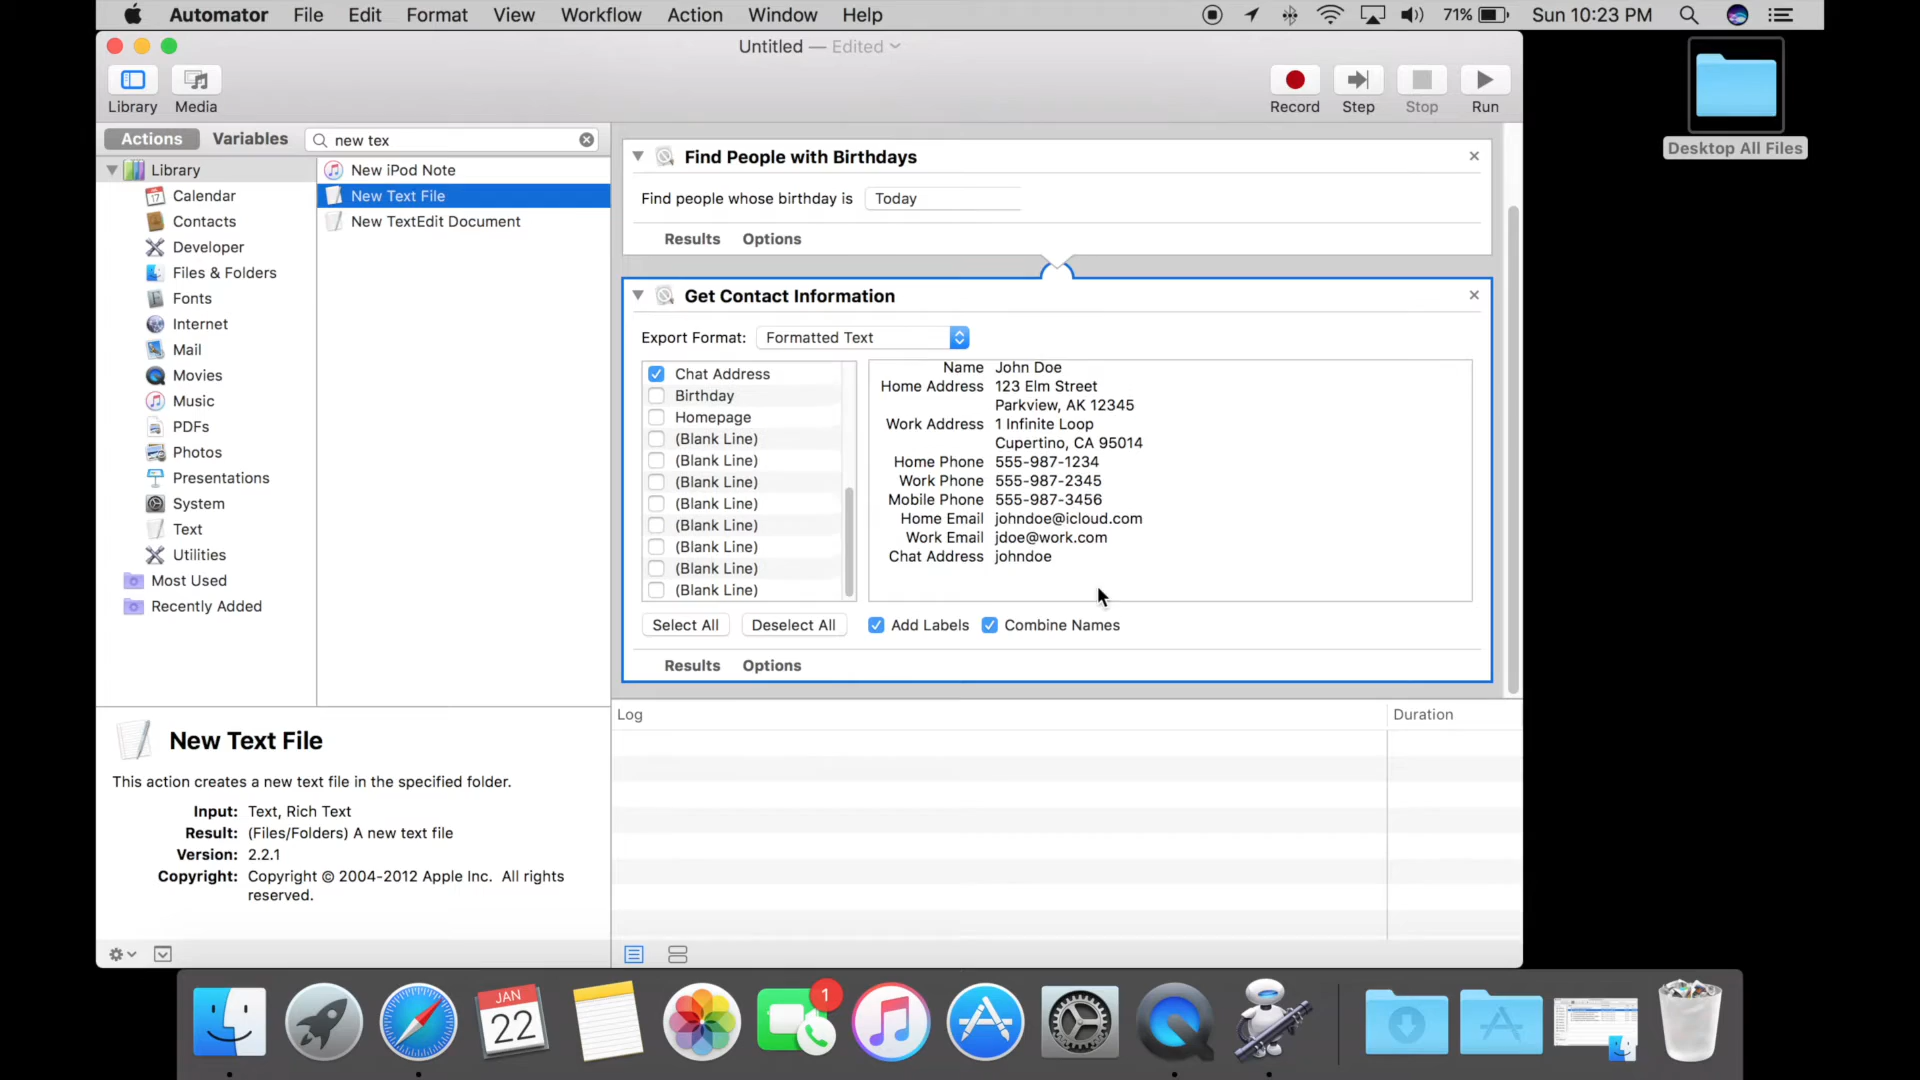 Automator File Edit Format View Workflow Action Window Help 71% Sun 10:23 PM
Untitled — Edited
Library Media Record Step Stop Run
Desktop All Files
Actions Variables new tex
Library
Calendar
Contacts
Developer
Files & Folders
Fonts
Internet
Mail
Movies
Music
PDFs
Photos
Presentations
System
Text
Utilities
Most Used
Recently Added
New iPod Note
New Text File
New TextEdit Document
Find People with Birthdays
Find people whose birthday is Today
Results Options
Get Contact Information
Export Format: Formatted Text
Chat Address
Birthday
Homepage
(Blank Line)
(Blank Line)
(Blank Line)
(Blank Line)
(Blank Line)
(Blank Line)
(Blank Line)
(Blank Line)
Name John Doe
Home Address 123 Elm Street
Parkview, AK 12345
Work Address 1 Infinite Loop
Cupertino, CA 95014
Home Phone 555-987-1234
Work Phone 555-987-2345
Mobile Phone 555-987-3456
Home Email johndoe@icloud.com
Work Email jdoe@work.com
Chat Address johndoe
Select All Deselect All Add Labels Combine Names
Results Options
Log Duration
New Text File
This action creates a new text file in the specified folder.
Input: Text, Rich Text
Result: (Files/Folders) A new text file
Version: 2.2.1
Copyright: Copyright © 2004-2012 Apple Inc. All rights
reserved.
JAN
22
1